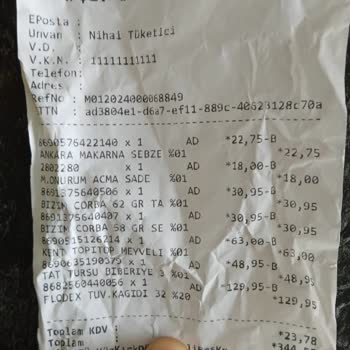 EPosta :
Unvan : Nihai Tüketici
V.D. :
V.K.N. : 11111111111
Telefon:
Adres :
RefNo : M012024000068849
ETTN : ad3804e1-d6a7-ef11-889c-40623128c70a
8690576422140 x 1 AD *22,75-B
ANKARA MAKARNA SEBZE %01 *22,75
2802280 x 1 AD *18,00-B
M.ONURUM ACMA SADE %01 *18,00
8691375640506 x 1 AD *30,95-B
BIZIM CORBA 62 GR TA %01 *30,95
8691375640407 x 1 AD *30,95-B
BIZIM CORBA 58 GR SE %01 *30,95
8690515126214 x 1 AD *63,00-B
KENT TOPITOP MEYVELI %01 *63,00
8690635190379 x 1 AD *48,95-B
TAT TURSU BIBERIYE 3 %01 *48,95
8682560440056 x 1 AD *129,95-B
FLODEX TUV.KAGIDI 32 %20 *129,95
Toplam KDV : *23,78
Toplam